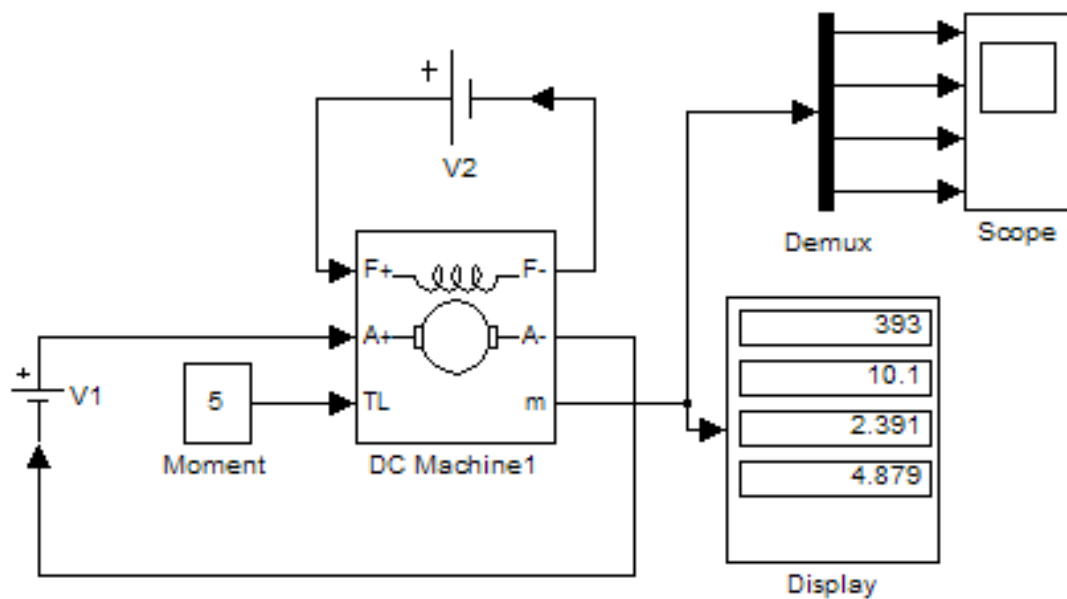 +
V2
Demux
Scope
F+
F-
A+
A-
+
V1
5
TL
m
Moment
DC Machine1
393
10.1
2.391
4.879
Display